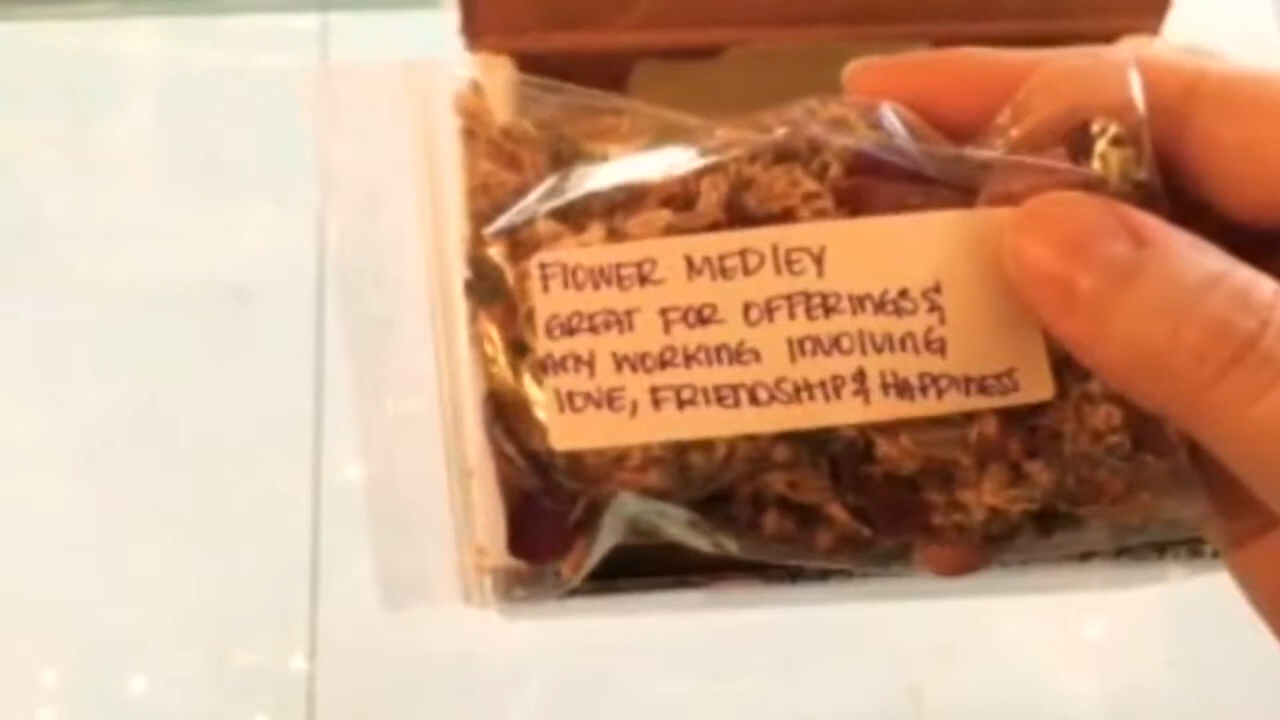 FLOWER MEDLEY
GREAT FOR OFFERINGS &
ANY WORKING INVOLVING
LOVE, FRIENDSHIP & HAPPINESS